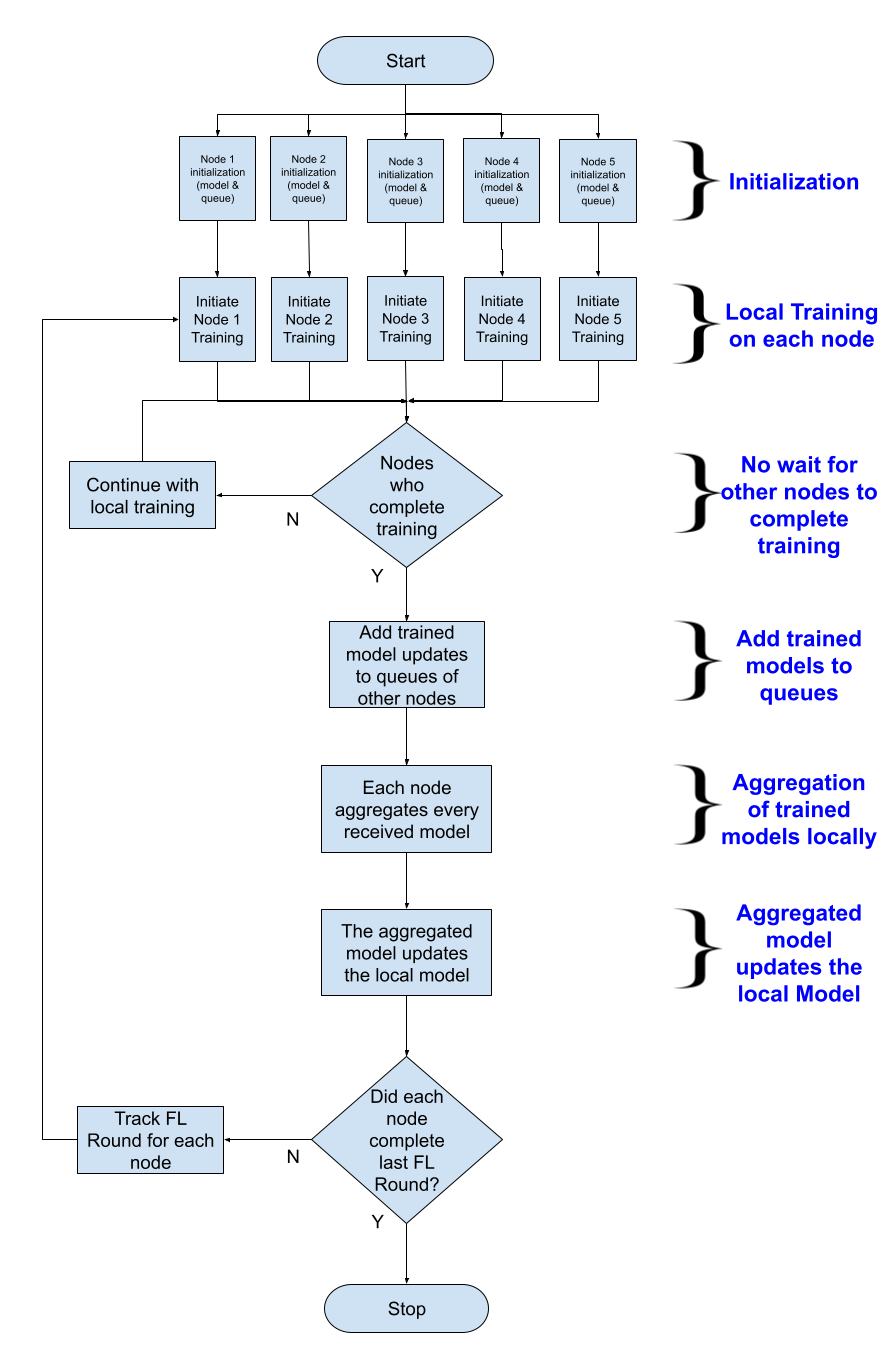 Start
Node 1
initialization
(model &
queue)
Node 2
initialization
(model &
queue)
Node 3
initialization
(model &
queue)
Node 4
initialization
(model &
queue)
Node 5
initialization
(model &
queue)
Initialization
Initiate
Node 1
Training
Initiate
Node 2
Training
Initiate
Node 3
Training
Initiate
Node 4
Training
Initiate
Node 5
Training
Local Training
on each node
Nodes
who
complete
training
N
Continue with
local training
Y
No wait for
other nodes to
complete
training
Add trained
model updates
to queues of
other nodes
Add trained
models to
queues
Each node
aggregates every
received model
Aggregation
of trained
models locally
The aggregated
model updates
the local model
Aggregated
model
updates the
local Model
Did each
node
complete
last FL
Round?
N
Track FL
Round for each
node
Y
Stop